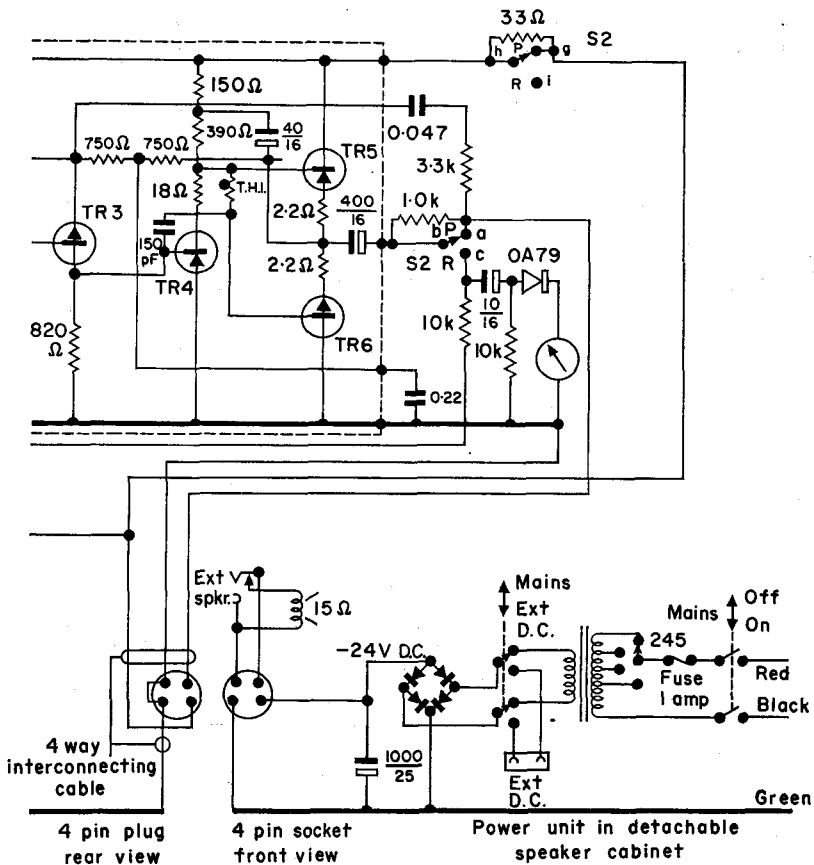 33Ω
h P g S2
R i
150Ω
390Ω
40
16
0·047
750Ω 750Ω
TR5
3·3k
18Ω
T.H.I.
2·2Ω
400
16
1·0k
TR3
150
pF
b P a
S2 R c
OA79
TR4
2·2Ω
10
16
820
Ω
TR6
10k
10k
0·22
Ext
spkr.
15Ω
Mains
Ext
D.C.
Off
Mains
On
-24V D.C.
245
Fuse
1 amp
Red
Black
4 way
interconnecting
cable
1000
25
Ext
D.C.
Green
4 pin plug
rear view
4 pin socket
front view
Power unit in detachable
speaker cabinet